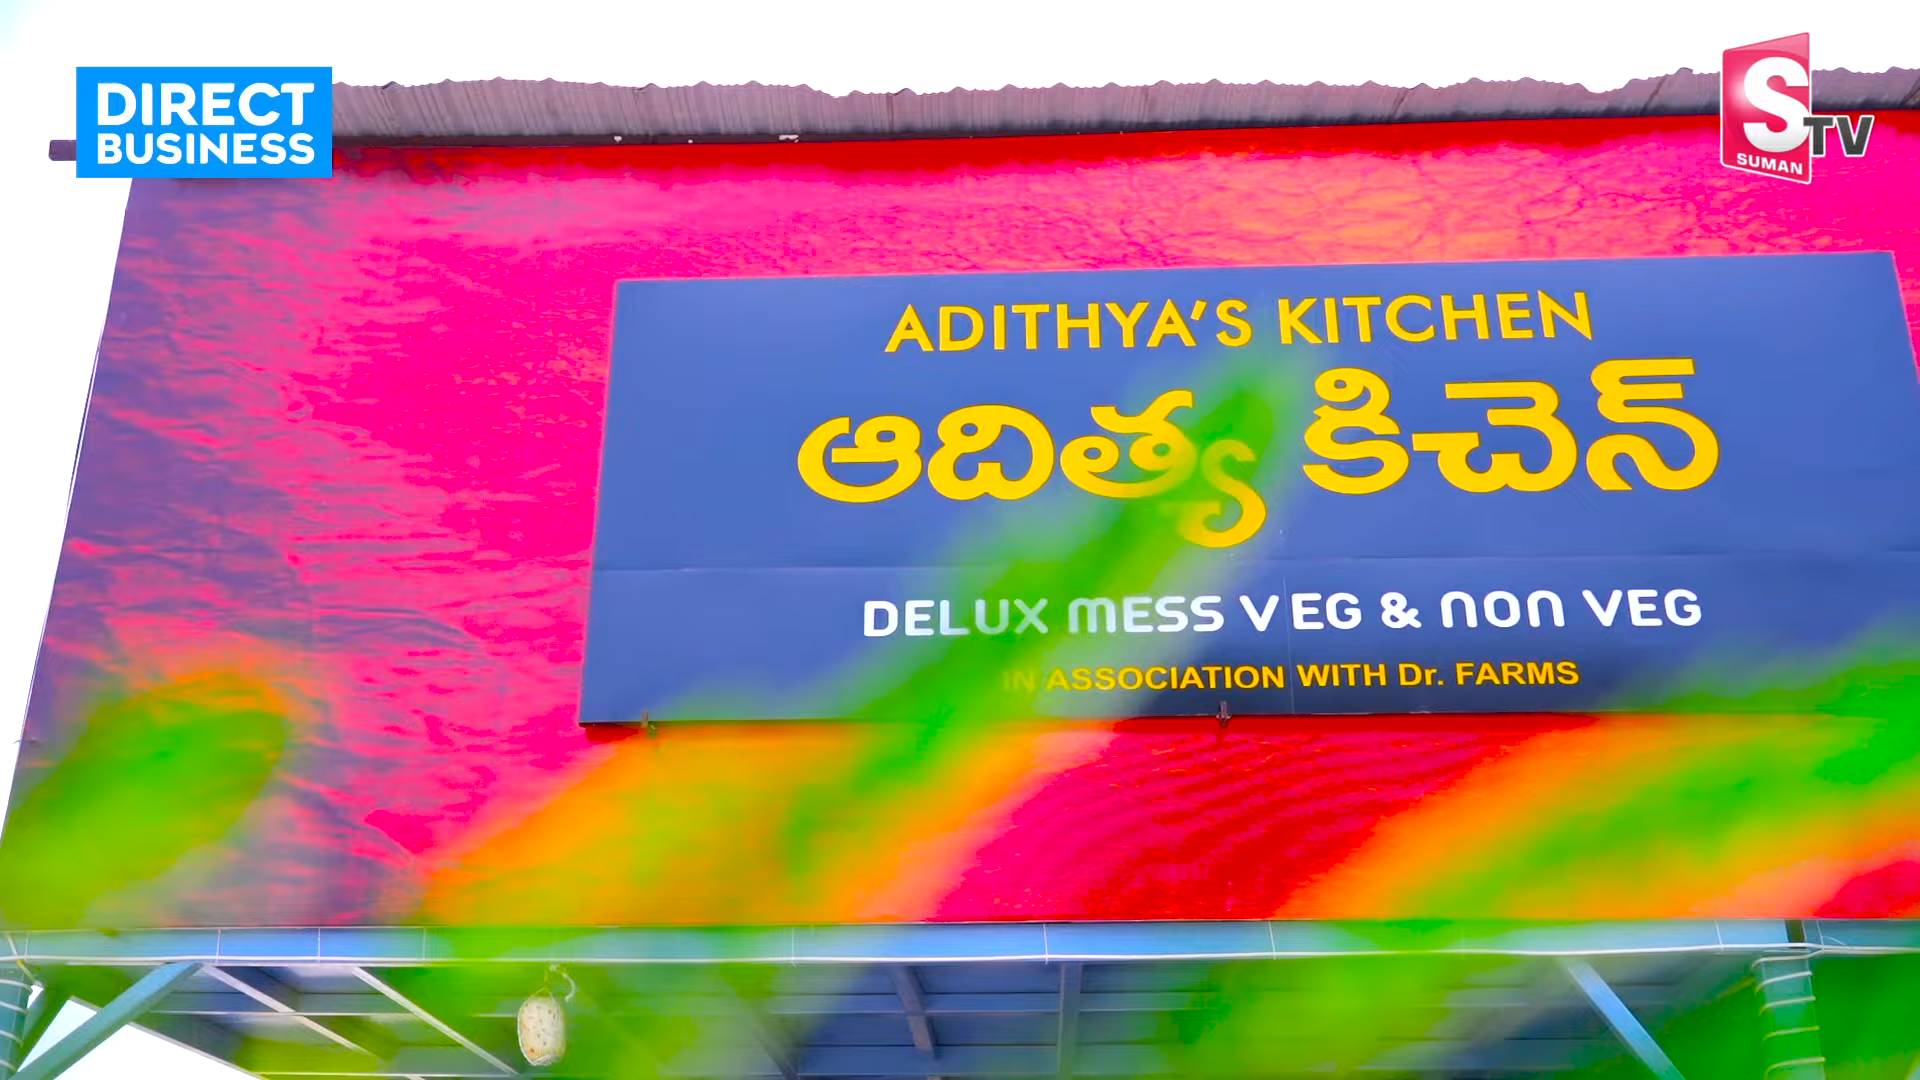 DIRECT
BUSINESS
S TV
SUMAN
ADITHYA'S KITCHEN
ఆదిత్య కిచెన్
DELUX MESS VEG & NON VEG
IN ASSOCIATION WITH Dr. FARMS